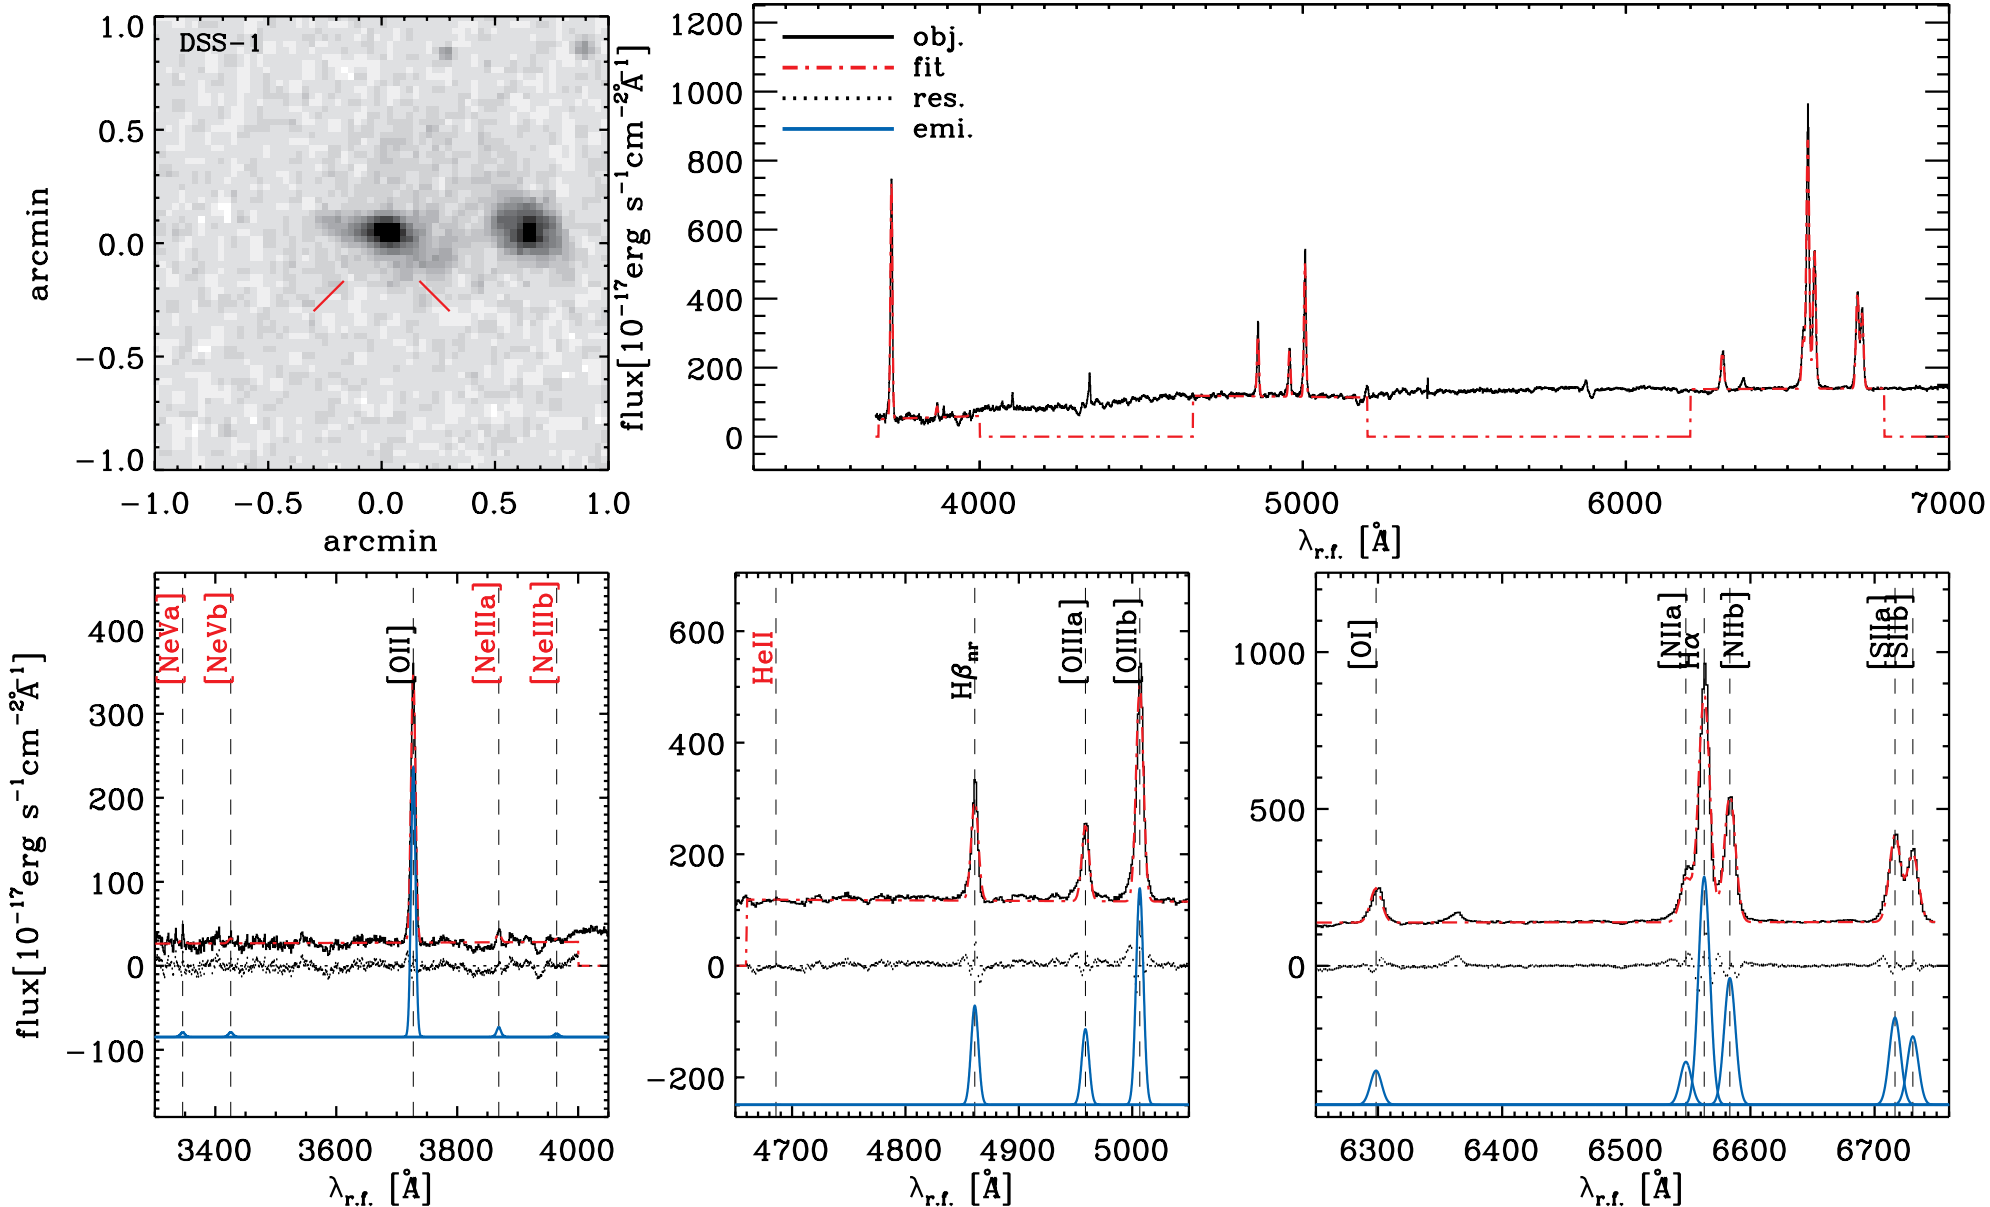 DSS-1
1.0
0.5
0.0
-0.5
-1.0
arcmin
-1.0 -0.5 0.0 0.5 1.0
arcmin
obj.
fit
res.
emi.
1200
1000
800
600
400
200
0
flux[10⁻¹⁷erg s⁻¹cm⁻²Å⁻¹]
4000 5000 6000 7000
λr.f. [Å]
[NeVa]
[NeVb]
[OII]
[NeIIIa]
[NeIIIb]
400
300
200
100
0
-100
flux[10⁻¹⁷erg s⁻¹cm⁻²Å⁻¹]
3400 3600 3800 4000
λr.f. [Å]
HeII
Hβnr
[OIIIa]
[OIIIb]
600
400
200
0
-200
4700 4800 4900 5000
λr.f. [Å]
[OI]
[NIIa]
Hα
[NIIb]
[SIIa]
[SIIb]
1000
500
0
6300 6400 6500 6600 6700
λr.f. [Å]